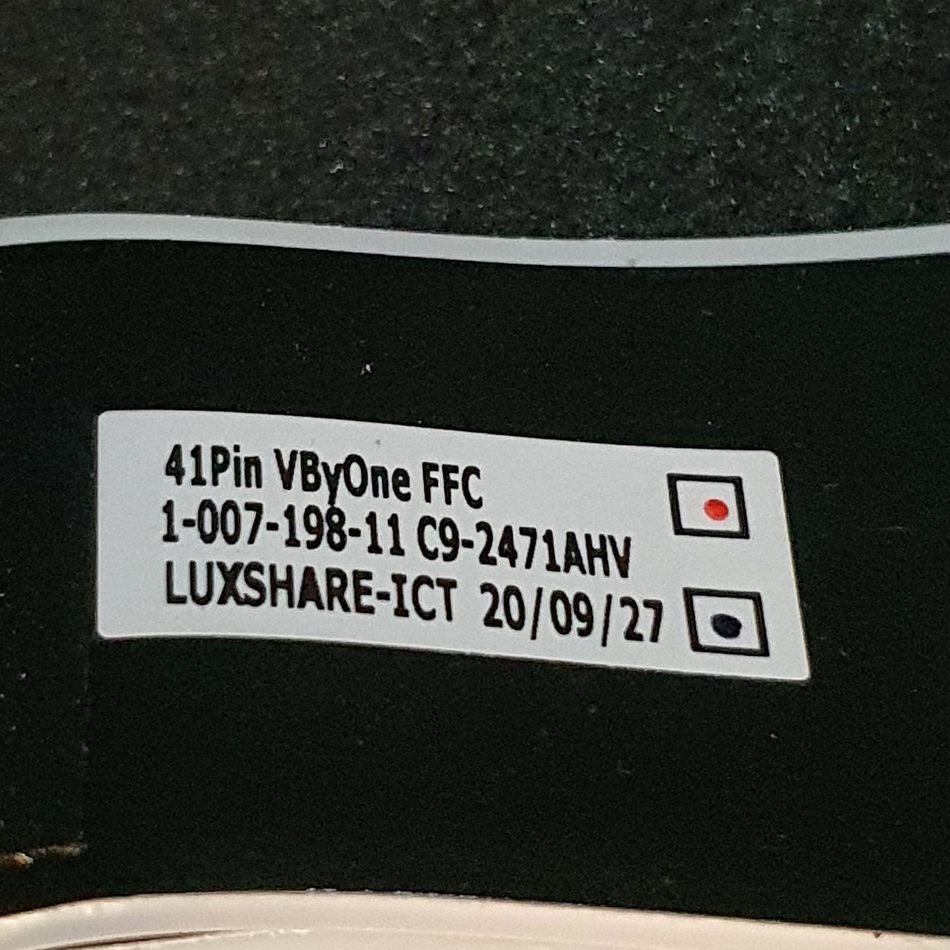 41Pin VByOne FFC
1-007-198-11 C9-2471AHV
LUXSHARE-ICT 20/09/27